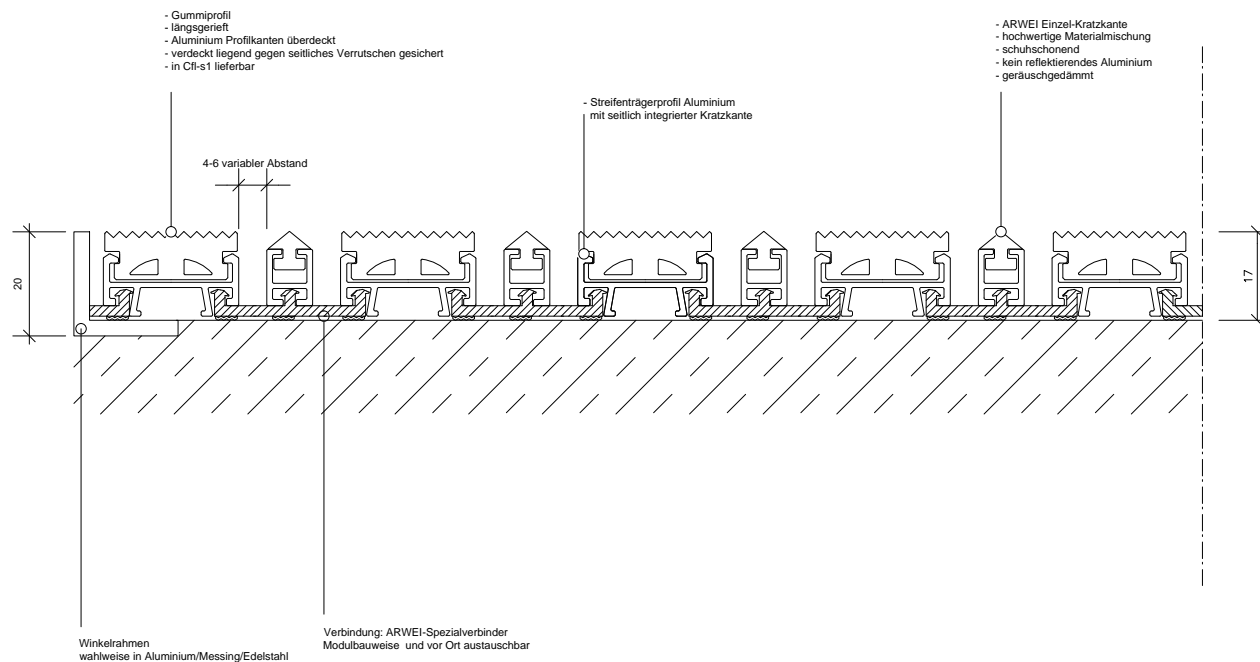 - Gummiprofil
- längsgerieft
- Aluminium Profilkanten überdeckt
- verdeckt liegend gegen seitliches Verrutschen gesichert
- in Cfl-s1 lieferbar
- ARWEI Einzel-Kratzkante
- hochwertige Materialmischung
- schuhschonend
- kein reflektierendes Aluminium
- geräuschgedämmt
- Streifenträgerprofil Aluminium
mit seitlich integrierter Kratzkante
4-6 variabler Abstand
20
17
Winkelrahmen
wahlweise in Aluminium/Messing/Edelstahl
Verbindung: ARWEI-Spezialverbinder
Modulbauweise und vor Ort austauschbar